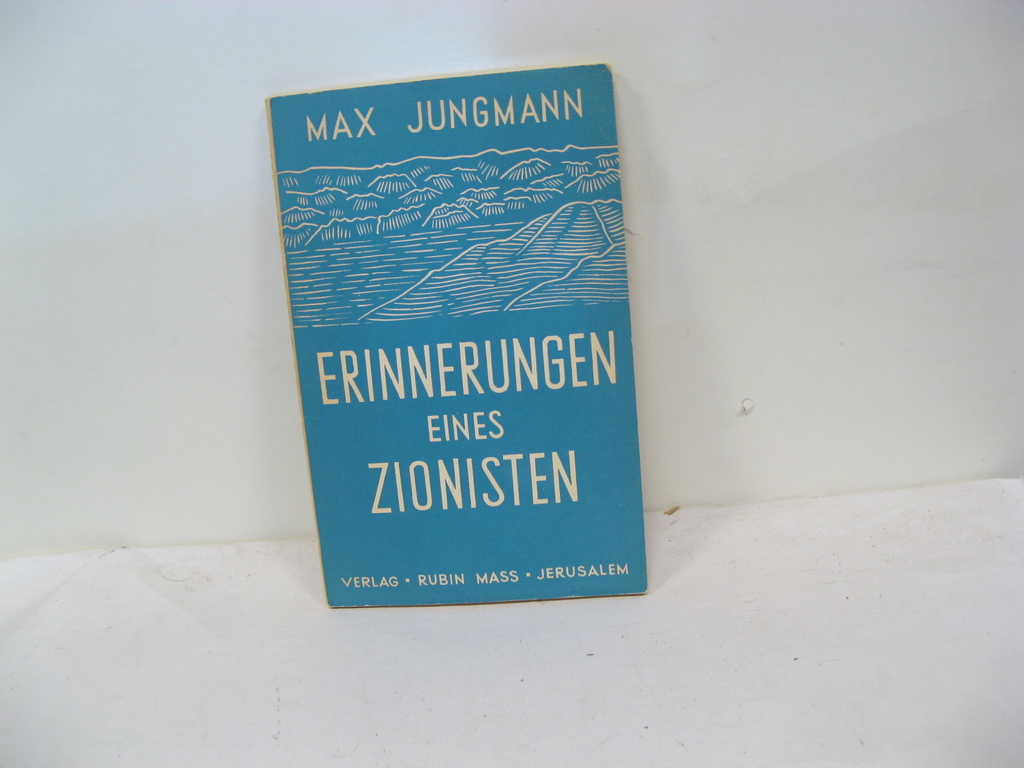 MAX JUNGMANN
ERINNERUNGEN
EINES
ZIONISTEN
VERLAG ▪ RUBIN MASS ▪ JERUSALEM